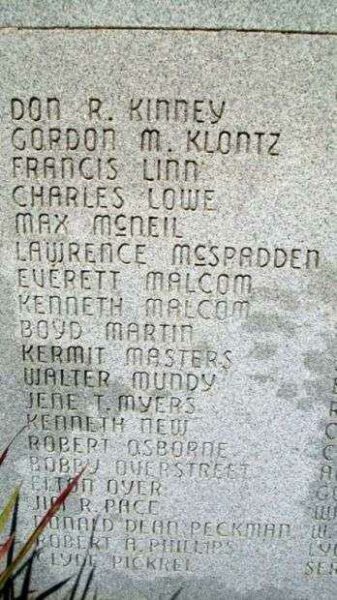 DON R. KINNEY
GORDON M. KLONTZ
FRANCIS LINN
CHARLES LOWE
MAX McNEIL
LAWRENCE McSPADDEN
EVERETT MALCOM
KENNETH MALCOM
BOYD MARTIN
KERMIT MASTERS
WALTER MUNDY
JENE T. MYERS
KENNETH NEW
ROBERT OSBORNE
BOBBY OVERSTREET
ELTON OYER
JIM R. PACE
DONALD DEAN PECKMAN
ROBERT A. PHILLIPS
CLYDE PICKREL